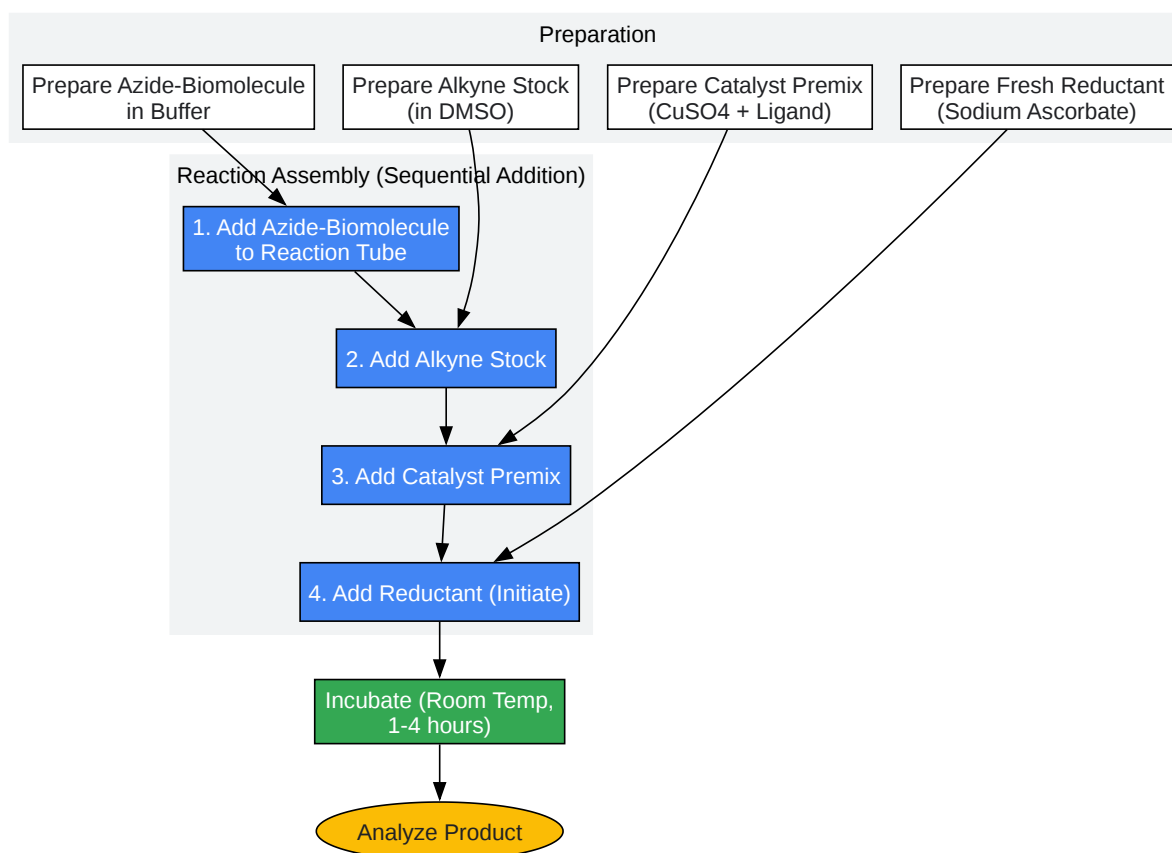 Preparation
Prepare Azide-Biomolecule
in Buffer
Prepare Alkyne Stock
(in DMSO)
Prepare Catalyst Premix
(CuSO4 + Ligand)
Prepare Fresh Reductant
(Sodium Ascorbate)
Reaction Assembly (Sequential Addition)
1. Add Azide-Biomolecule
to Reaction Tube
2. Add Alkyne Stock
3. Add Catalyst Premix
4. Add Reductant (Initiate)
Incubate (Room Temp,
1-4 hours)
Analyze Product